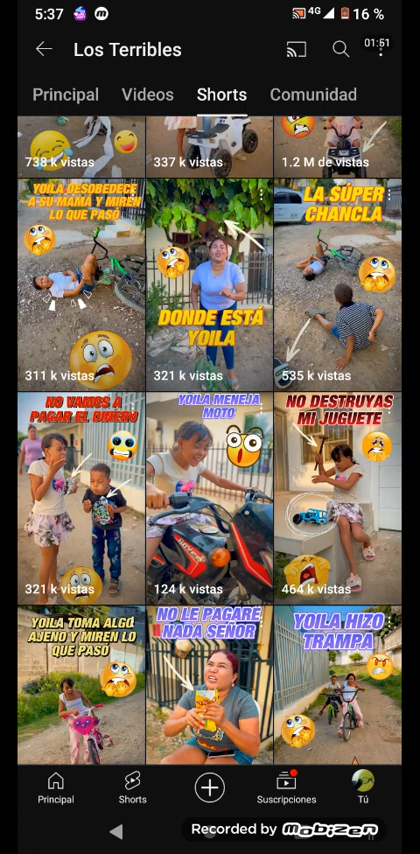 5:37
4G
16 %
Los Terribles
01:51
Principal
Videos
Shorts
Comunidad
738 k vistas
337 k vistas
1.2 M de vistas
YOILA DESOBEDECE
A SU MAMÁ Y MIREN
LO QUE PASÓ
311 k vistas
DONDE ESTÁ
YOILA
321 k vistas
LA SÚPER
CHANCLA
535 k vistas
NO VAMOS A
PAGAR EL DINERO
321 k vistas
YOILA MENEJA
MOTO
124 k vistas
NO DESTRUYAS
MI JUGUETE
464 k vistas
YOILA TOMA ALGO
AJENO Y MIREN LO
QUE PASÓ
NO LE PAGARÉ
NADA SEÑOR
YOILA HIZO
TRAMPA
Principal
Shorts
Suscripciones
Tú
Recorded by MOBIZEN